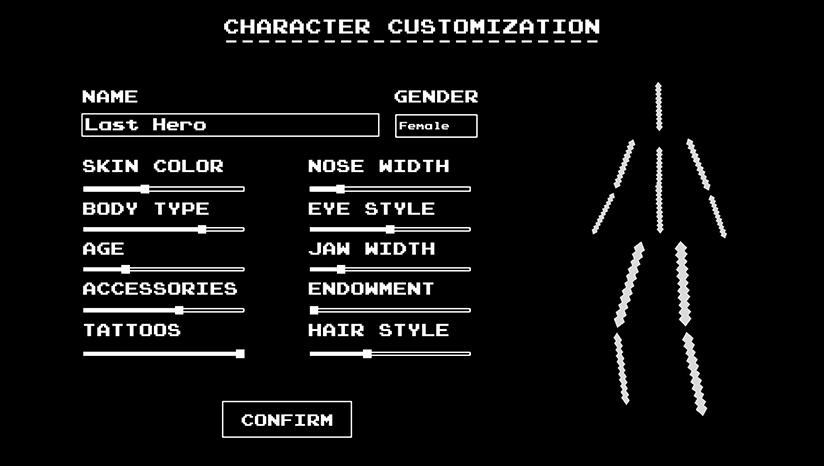 CHARACTER CUSTOMIZATION
NAME GENDER
Last Hero Female
SKIN COLOR NOSE WIDTH
BODY TYPE EYE STYLE
AGE JAW WIDTH
ACCESSORIES ENDOWMENT
TATTOOS HAIR STYLE
CONFIRM